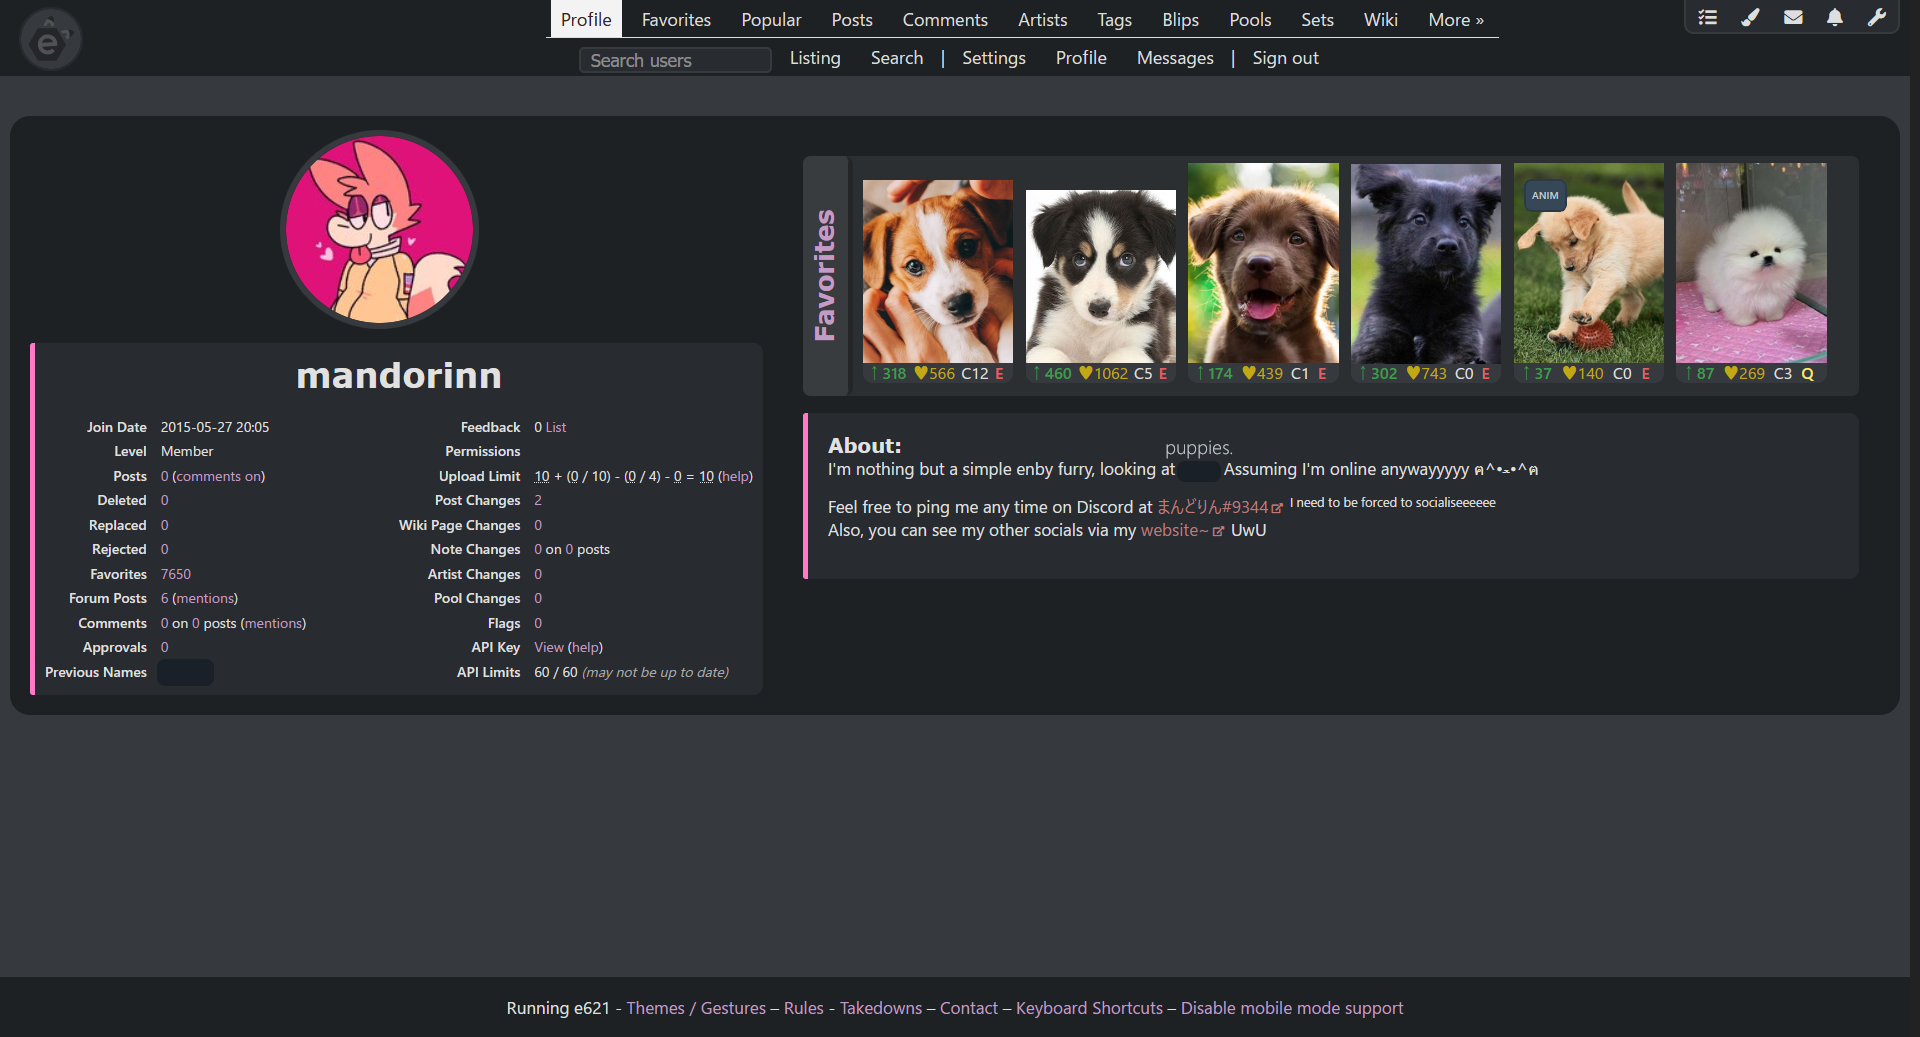 Profile Favorites Popular Posts Comments Artists Tags Blips Pools Sets Wiki More »
Search users Listing Search | Settings Profile Messages | Sign out
mandorinn
Join Date 2015-05-27 20:05
Level Member
Posts 0 (comments on)
Deleted 0
Replaced 0
Rejected 0
Favorites 7650
Forum Posts 6 (mentions)
Comments 0 on 0 posts (mentions)
Approvals 0
Previous Names
Feedback 0 List
Permissions
Upload Limit 10 + (0 / 10) - (0 / 4) - 0 = 10 (help)
Post Changes 2
Wiki Page Changes 0
Note Changes 0 on 0 posts
Artist Changes 0
Pool Changes 0
Flags 0
API Key View (help)
API Limits 60 / 60 (may not be up to date)
Favorites
ANIM
↑318 ♥566 C12 E
↑460 ♥1062 C5 E
↑174 ♥439 C1 E
↑302 ♥743 C0 E
↑37 ♥140 C0 E
↑87 ♥269 C3 Q
About:
puppies.
I'm nothing but a simple enby furry, looking at Assuming I'm online anywayyyyy ฅ^•ﻌ•^ฅ
Feel free to ping me any time on Discord at まんどりん#9344 I need to be forced to socialiseeeeee
Also, you can see my other socials via my website~ UwU
Running e621 - Themes / Gestures – Rules - Takedowns – Contact – Keyboard Shortcuts – Disable mobile mode support